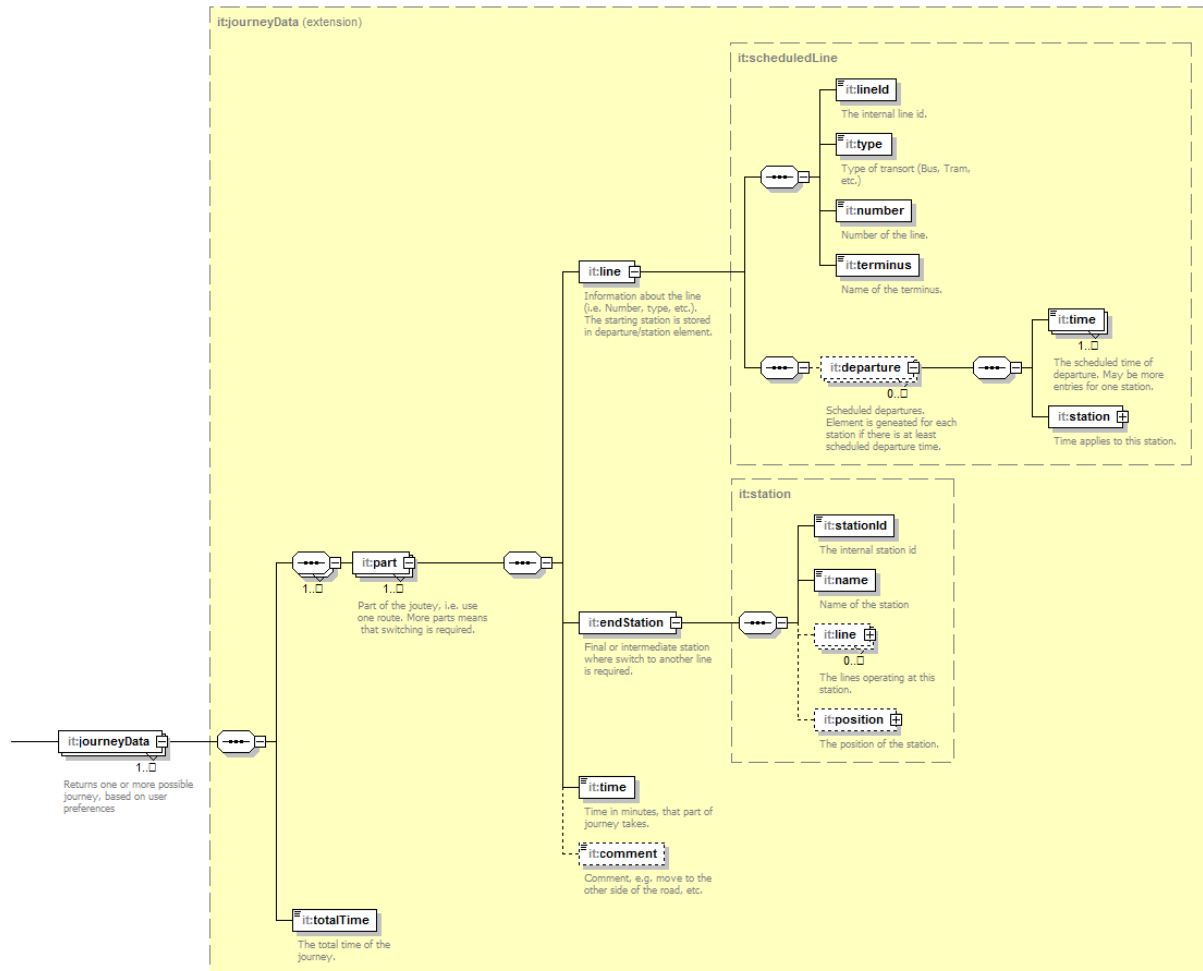 it:journeyData (extension)
it:scheduledLine
it:lineId
The internal line id.
it:type
Type of transort (Bus, Tram,
etc.)
it:number
Number of the line.
it:line
it:terminus
Information about the line
(i.e. Number, type, etc.).
The starting station is stored
in departure/station element.
Name of the terminus.
it:time
1..□
it:departure
0..□
The scheduled time of
departure. May be more
entries for one station.
Scheduled departures.
Element is geneated for each
station if there is at least
scheduled departure time.
it:station
Time applies to this station.
it:station
it:stationId
The internal station id
it:part
1..□
1..□
Part of the joutey, i.e. use
one route. More parts means
that switching is required.
it:name
Name of the station
it:endStation
Final or intermediate station
where switch to another line
is required.
it:line
0..□
The lines operating at this
station.
it:position
The position of the station.
it:journeyData
1..□
Returns one or more possible
journey, based on user
preferences
it:time
Time in minutes, that part of
journey takes.
it:comment
Comment, e.g. move to the
other side of the road, etc.
it:totalTime
The total time of the
journey.